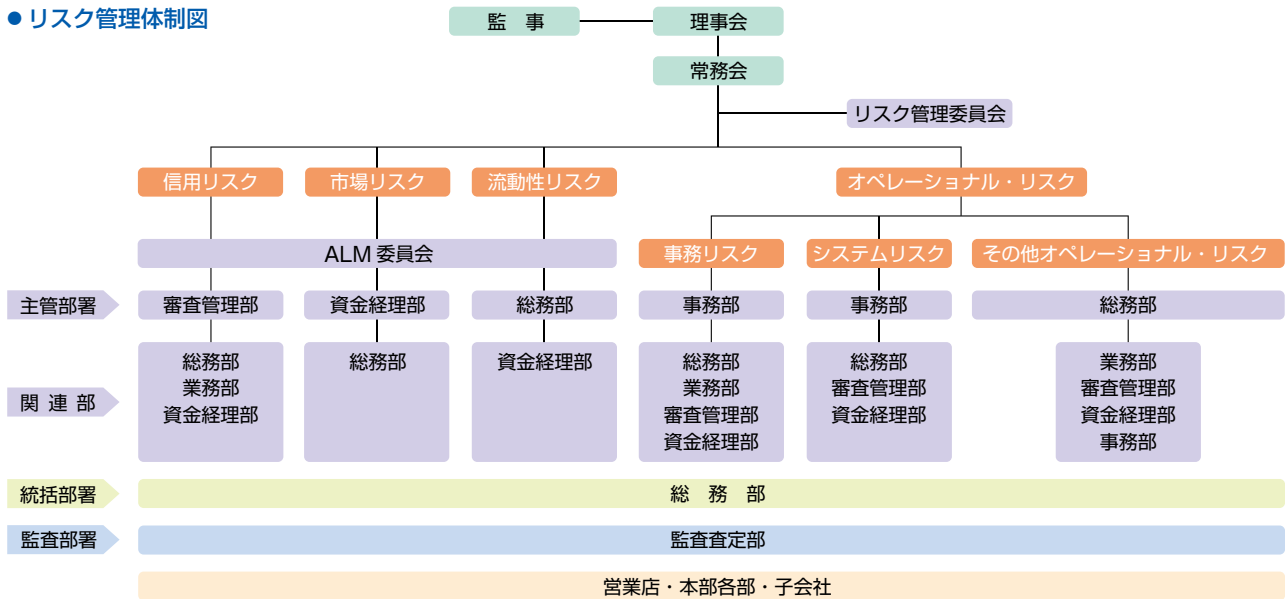 ● リスク管理体制図
監 事
理事会
常務会
リスク管理委員会
信用リスク
市場リスク
流動性リスク
オペレーショナル・リスク
ALM 委員会
事務リスク
システムリスク
その他オペレーショナル・リスク
主管部署
審査管理部
資金経理部
総務部
事務部
事務部
総務部
関 連 部
総務部
業務部
資金経理部
総務部
資金経理部
総務部
業務部
審査管理部
資金経理部
総務部
審査管理部
資金経理部
業務部
審査管理部
資金経理部
事務部
統括部署
総 務 部
監査部署
監査査定部
営業店・本部各部・子会社